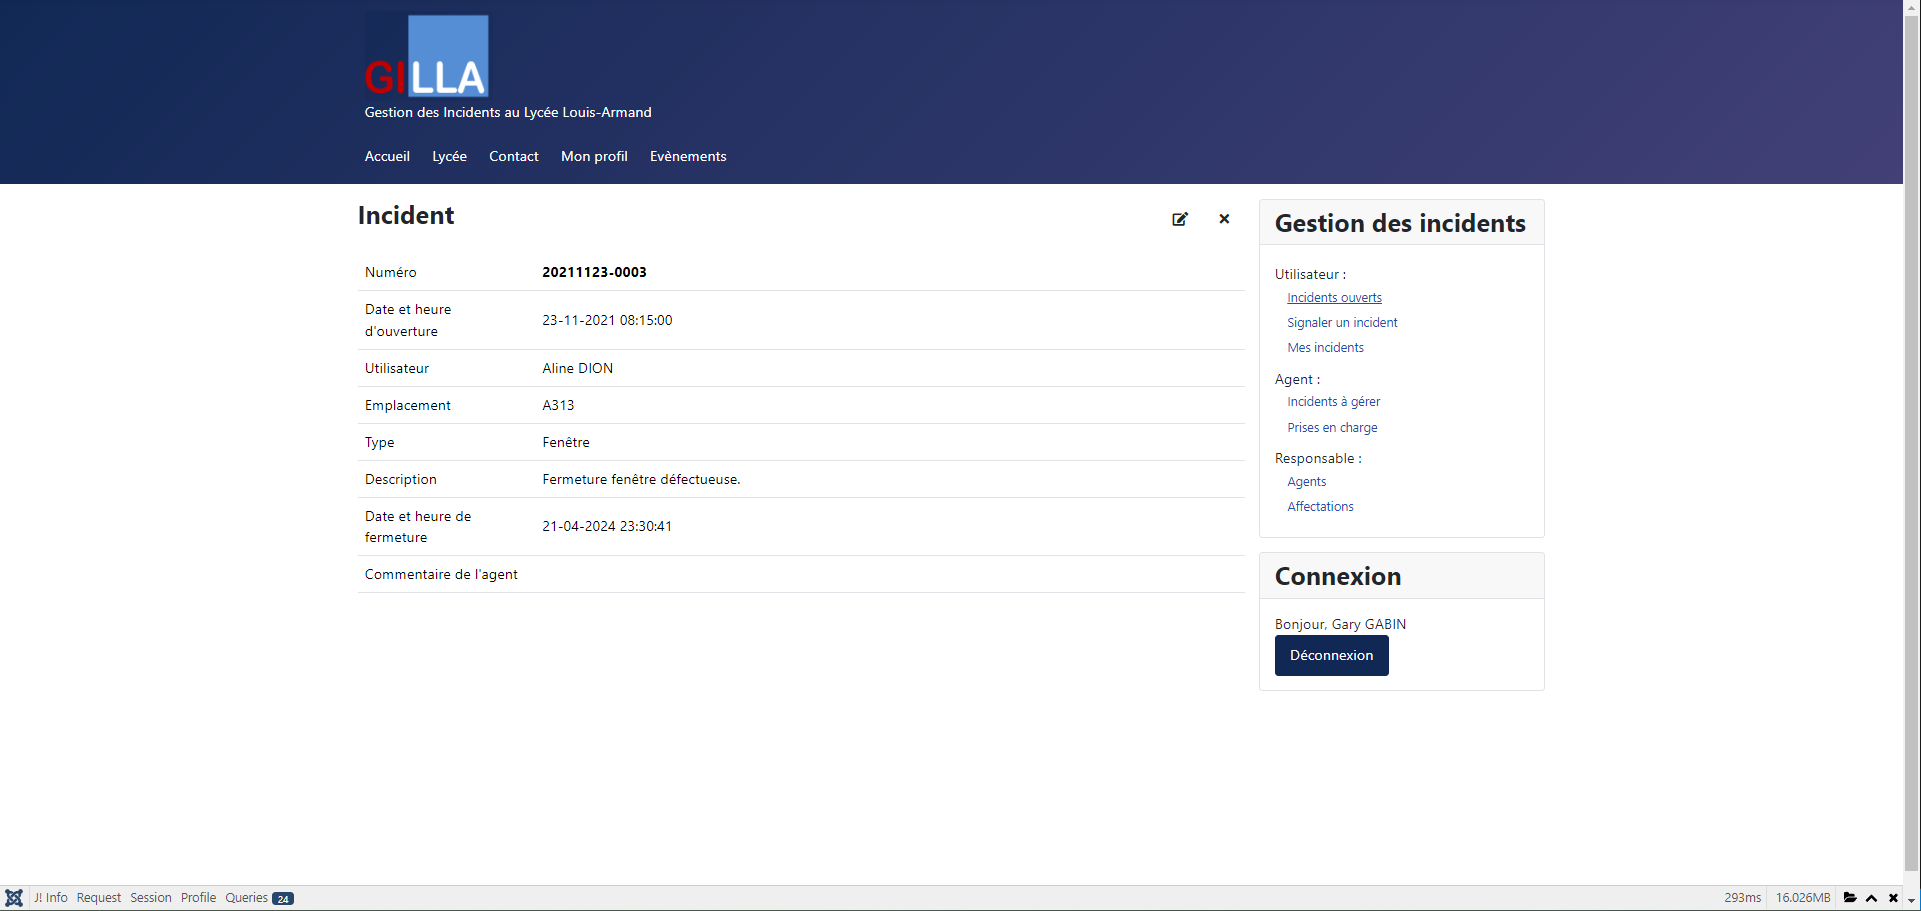 GILLA
Gestion des Incidents au Lycée Louis-Armand
Accueil Lycée Contact Mon profil Evènements
Incident
Numéro 20211123-0003
Date et heure
d'ouverture
23-11-2021 08:15:00
Utilisateur Aline DION
Emplacement A313
Type Fenêtre
Description Fermeture fenêtre défectueuse.
Date et heure de
fermeture
21-04-2024 23:30:41
Commentaire de l'agent
Gestion des incidents
Utilisateur :
Incidents ouverts
Signaler un incident
Mes incidents
Agent :
Incidents à gérer
Prises en charge
Responsable :
Agents
Affectations
Connexion
Bonjour, Gary GABIN
Déconnexion
J! Info Request Session Profile Queries 24 293ms 16.026MB